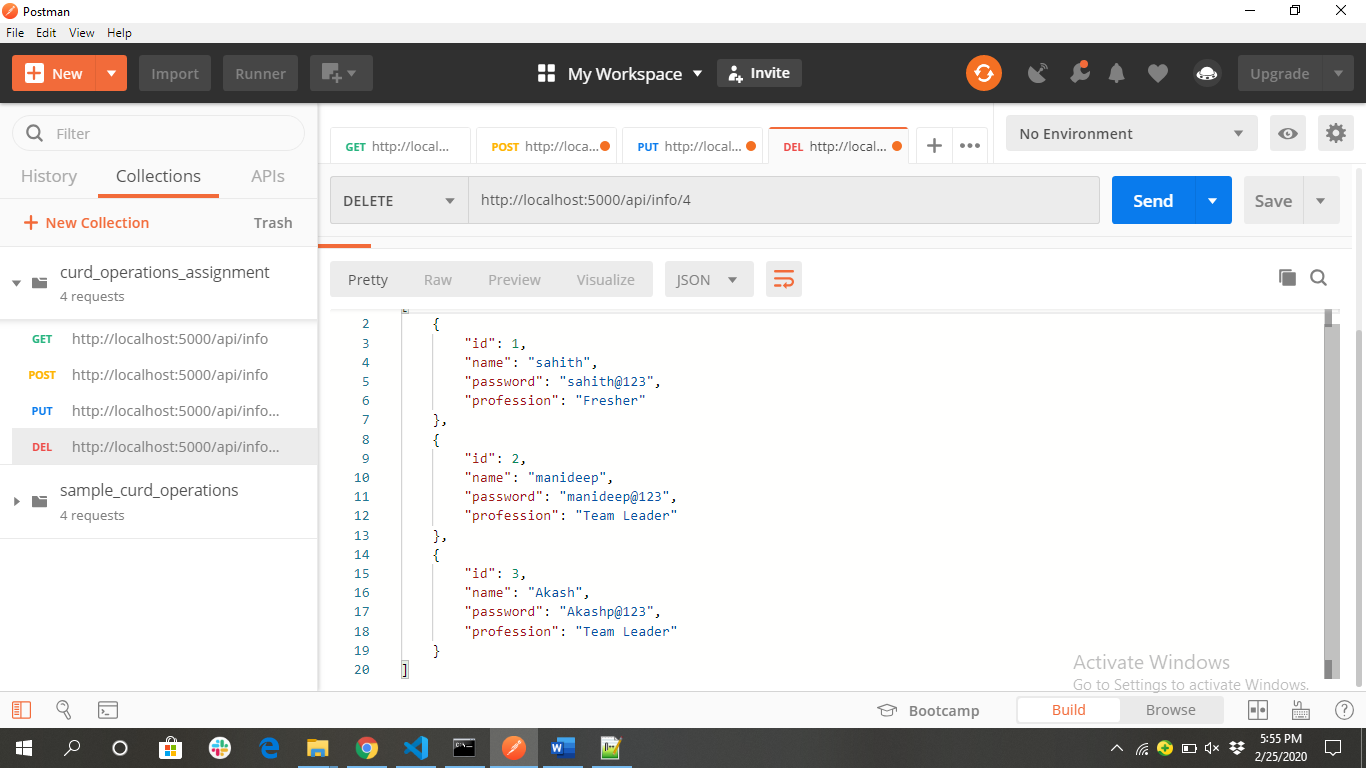 Postman
File Edit View Help
New Import Runner My Workspace Invite Upgrade
Filter
History Collections APIs
New Collection Trash
curd_operations_assignment
4 requests
GET http://localhost:5000/api/info
POST http://localhost:5000/api/info
PUT http://localhost:5000/api/info...
DEL http://localhost:5000/api/info...
sample_curd_operations
4 requests
GET http://local... POST http://loca... PUT http://local... DEL http://local... + ••• No Environment
DELETE http://localhost:5000/api/info/4 Send Save
Pretty Raw Preview Visualize JSON
2 {
3 "id": 1,
4 "name": "sahith",
5 "password": "sahith@123",
6 "profession": "Fresher"
7 },
8 {
9 "id": 2,
10 "name": "manideep",
11 "password": "manideep@123",
12 "profession": "Team Leader"
13 },
14 {
15 "id": 3,
16 "name": "Akash",
17 "password": "Akashp@123",
18 "profession": "Team Leader"
19 }
20 ]
Activate Windows
Go to Settings to activate Windows.
Bootcamp Build Browse
5:55 PM
2/25/2020